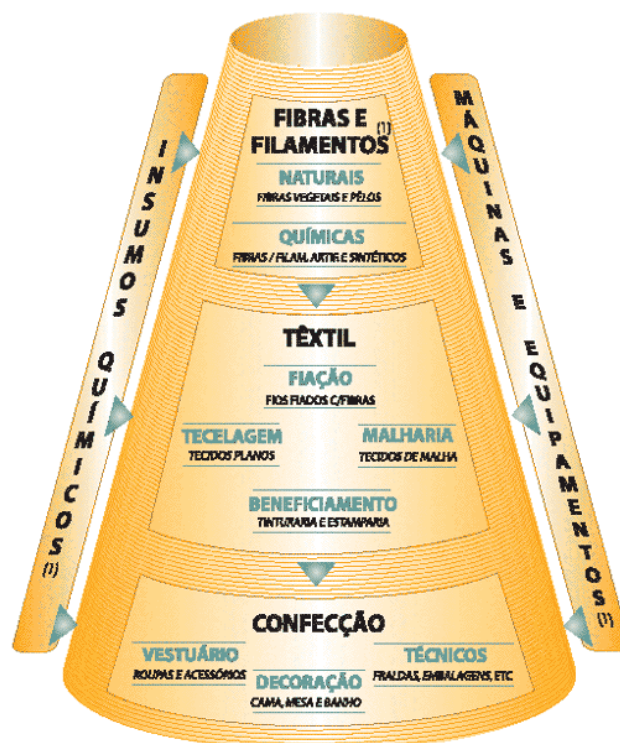 FIBRAS E
FILAMENTOS (1)
NATURAIS
FIBRAS VEGETAIS E PÊLOS
QUÍMICAS
FIBRAS / FILAM. ARTIF. E SINTÉTICOS
INSUMOS QUÍMICOS (1)
MÁQUINAS E EQUIPAMENTOS (1)
TÊXTIL
FIAÇÃO
FIOS FIADOS C/FIBRAS
TECELAGEM
TECIDOS PLANOS
MALHARIA
TECIDOS DE MALHA
BENEFICIAMENTO
TINTURARIA E ESTAMPARIA
CONFECÇÃO
VESTUÁRIO
ROUPAS E ACESSÓRIOS
DECORAÇÃO
CAMA, MESA E BANHO
TÉCNICOS
FRALDAS, EMBALAGENS, ETC